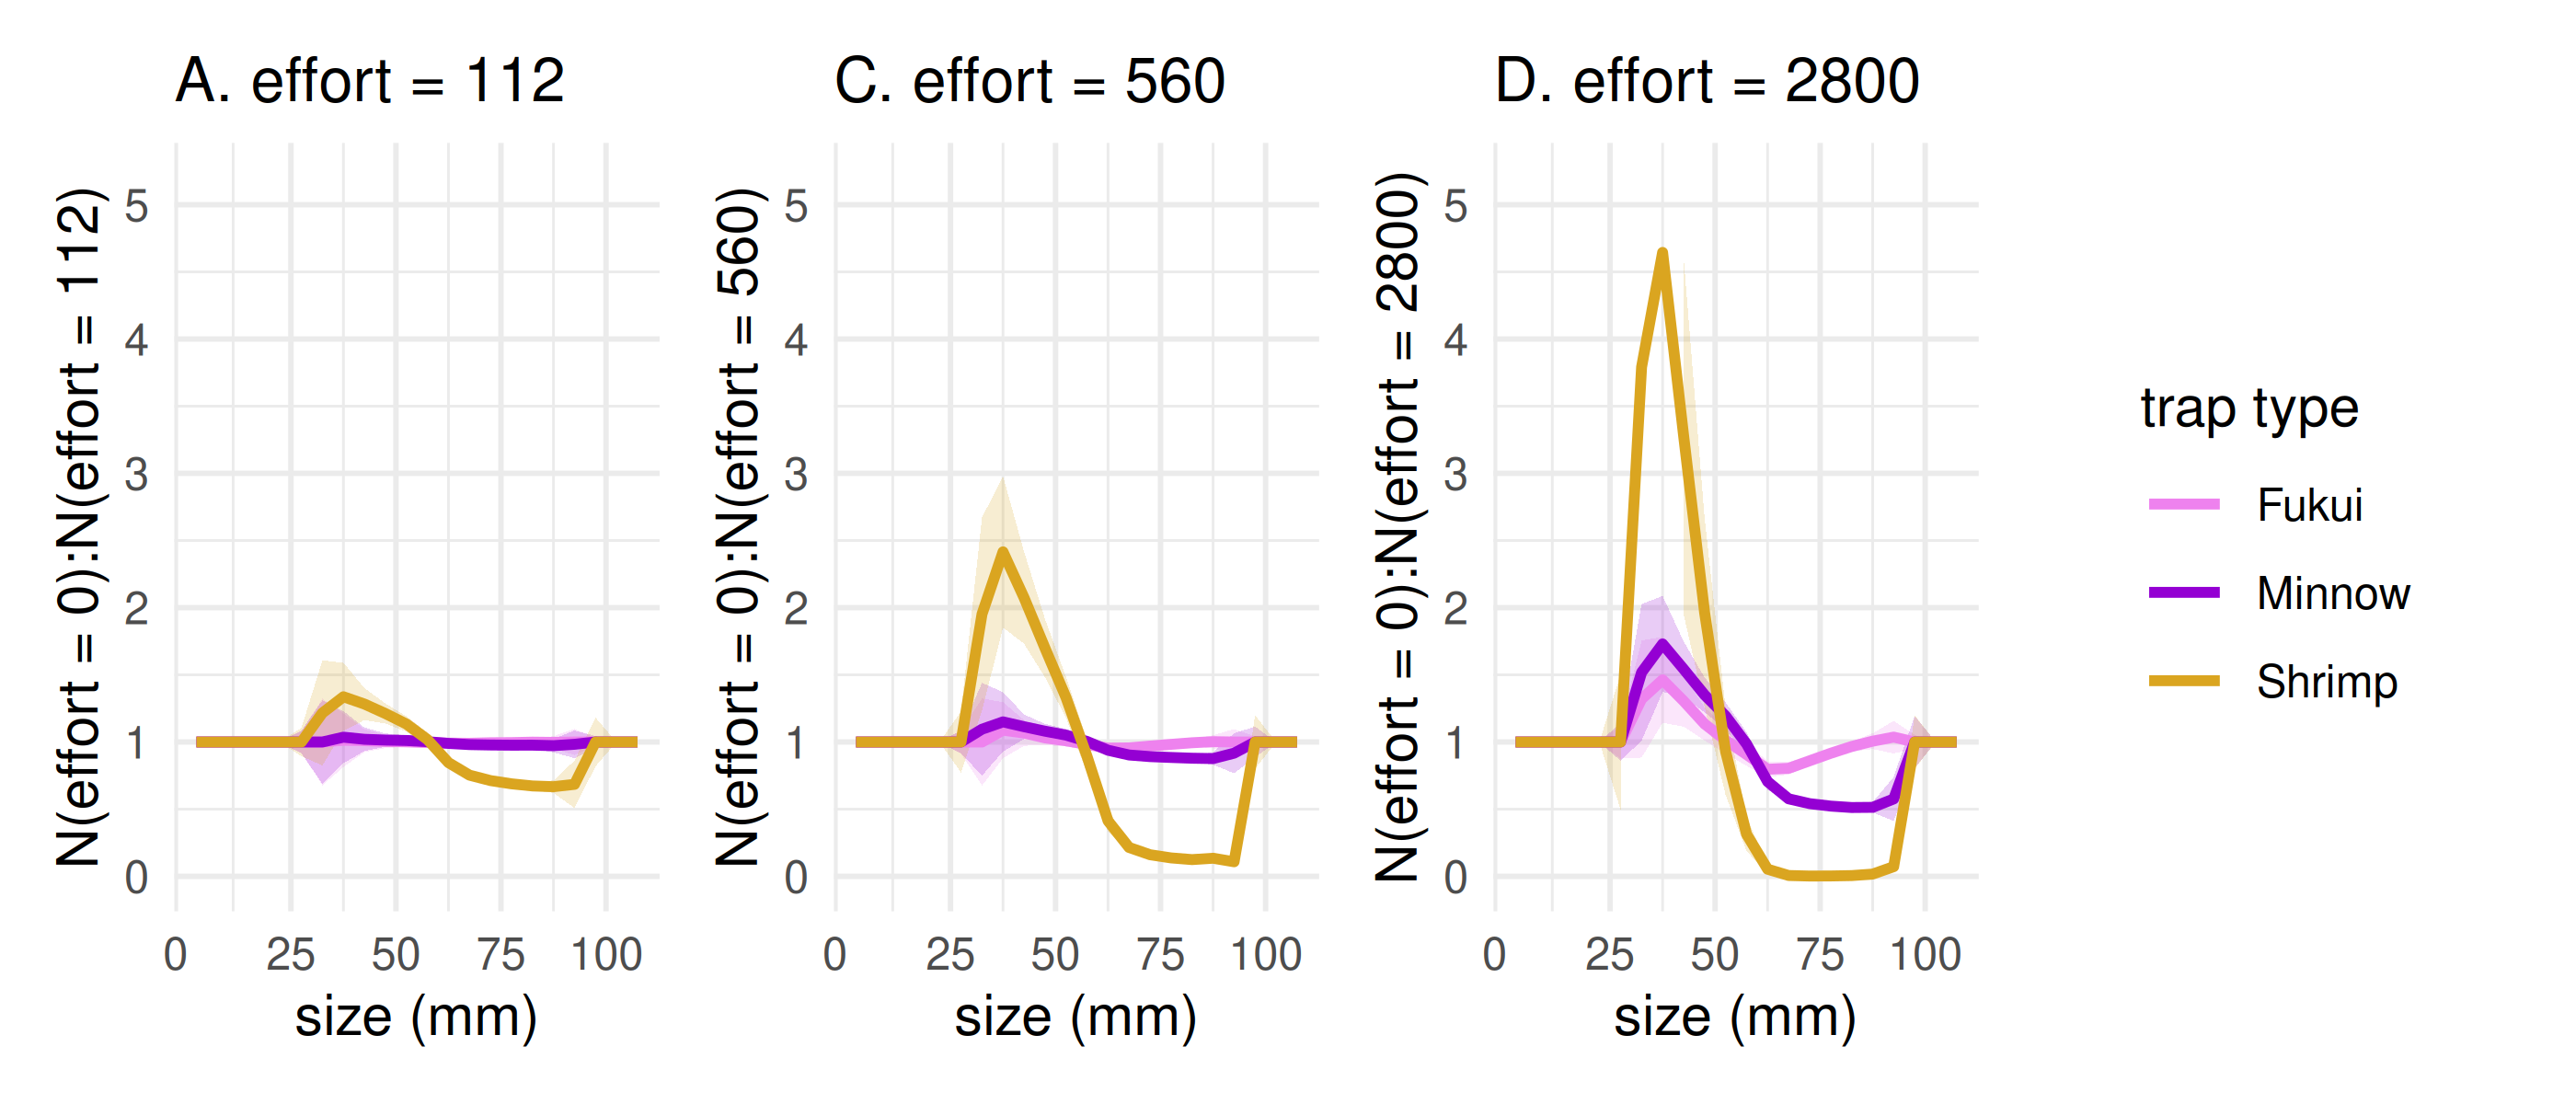 A. effort = 112
C. effort = 560
D. effort = 2800
N(effort = 0):N(effort = 112)
5
4
3
2
1
0
0 25 50 75 100
size (mm)
N(effort = 0):N(effort = 560)
5
4
3
2
1
0
0 25 50 75 100
size (mm)
N(effort = 0):N(effort = 2800)
5
4
3
2
1
0
0 25 50 75 100
size (mm)
trap type
Fukui
Minnow
Shrimp